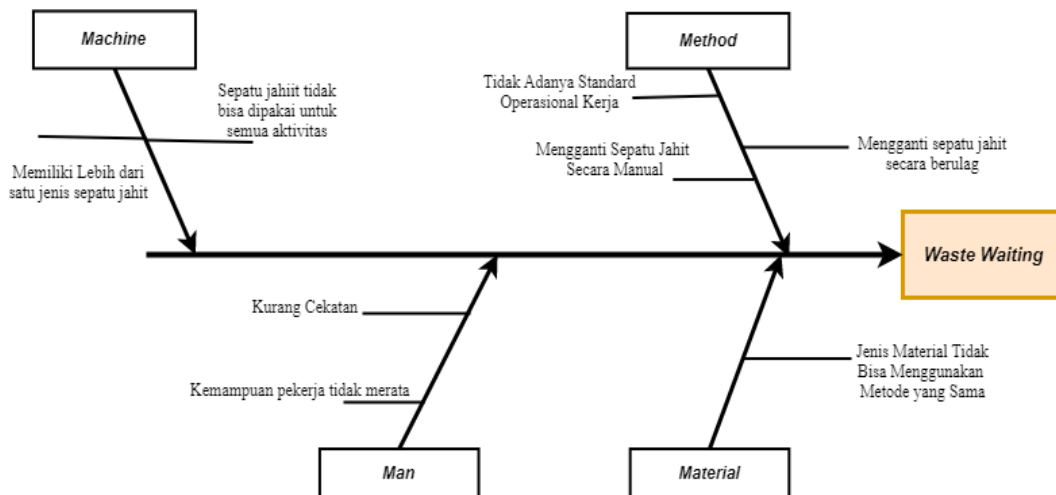 Machine
Method
Sepatu jahiit tidak
bisa dipakai untuk
semua aktivitas
Memiliki Lebih dari
satu jenis sepatu jahit
Tidak Adanya Standard
Operasional Kerja
Mengganti Sepatu Jahit
Secara Manual
Mengganti sepatu jahit
secara berulag
Waste Waiting
Kurang Cekatan
Kemampuan pekerja tidak merata
Jenis Material Tidak
Bisa Menggunakan
Metode yang Sama
Man
Material